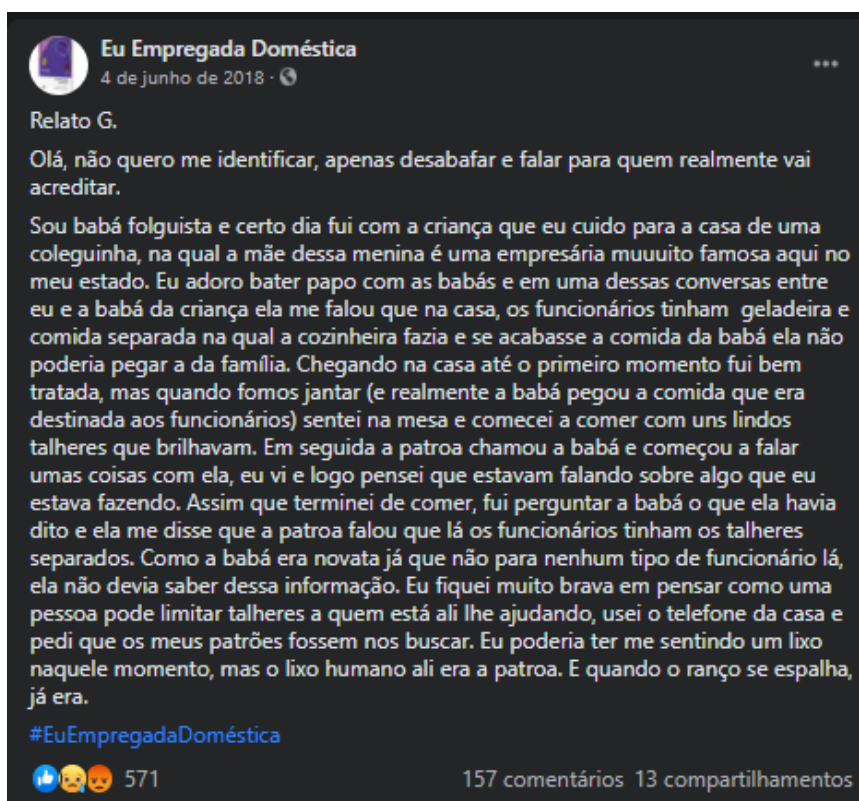 Eu Empregada Doméstica
4 de junho de 2018 ·
Relato G.
Olá, não quero me identificar, apenas desabafar e falar para quem realmente vai
acreditar.
Sou babá folguista e certo dia fui com a criança que eu cuido para a casa de uma
coleguinha, na qual a mãe dessa menina é uma empresária muuuito famosa aqui no
meu estado. Eu adoro bater papo com as babás e em uma dessas conversas entre
eu e a babá da criança ela me falou que na casa, os funcionários tinham geladeira e
comida separada na qual a cozinheira fazia e se acabasse a comida da babá ela não
poderia pegar a da família. Chegando na casa até o primeiro momento fui bem
tratada, mas quando fomos jantar (e realmente a babá pegou a comida que era
destinada aos funcionários) sentei na mesa e comecei a comer com uns lindos
talheres que brilhavam. Em seguida a patroa chamou a babá e começou a falar
umas coisas com ela, eu vi e logo pensei que estavam falando sobre algo que eu
estava fazendo. Assim que terminei de comer, fui perguntar a babá o que ela havia
dito e ela me disse que a patroa falou que lá os funcionários tinham os talheres
separados. Como a babá era novata já que não para nenhum tipo de funcionário lá,
ela não devia saber dessa informação. Eu fiquei muito brava em pensar como uma
pessoa pode limitar talheres a quem está ali lhe ajudando, usei o telefone da casa e
pedi que os meus patrões fossem nos buscar. Eu poderia ter me sentindo um lixo
naquele momento, mas o lixo humano ali era a patroa. E quando o ranço se espalha,
já era.
#EuEmpregadaDoméstica
571 157 comentários 13 compartilhamentos